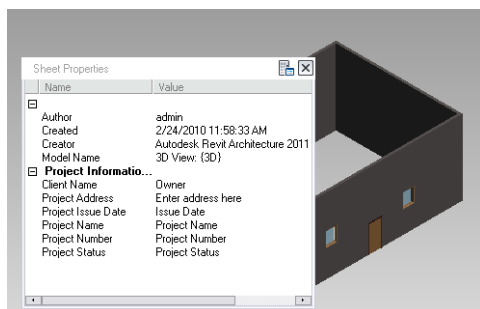 Sheet Properties
Name Value
Author admin
Created 2/24/2010 11:58:33 AM
Creator Autodesk Revit Architecture 2011
Model Name 3D View: {3D}
Project Informatio...
Client Name Owner
Project Address Enter address here
Project Issue Date Issue Date
Project Name Project Name
Project Number Project Number
Project Status Project Status